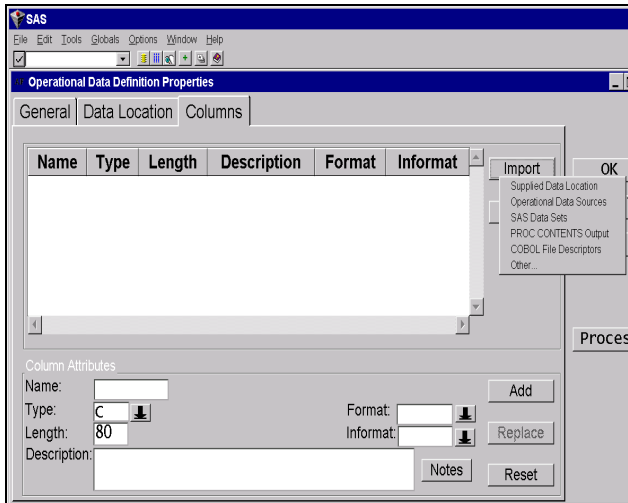 SAS
File Edit Tools Globals Options Window Help
Operational Data Definition Properties
General Data Location Columns
Name Type Length Description Format Informat
Import OK
Supplied Data Location
Operational Data Sources
SAS Data Sets
PROC CONTENTS Output
COBOL File Descriptors
Other...
Proces
Column Attributes
Name: Add
Type: C Format:
Length: 80 Informat: Replace
Description: Notes Reset